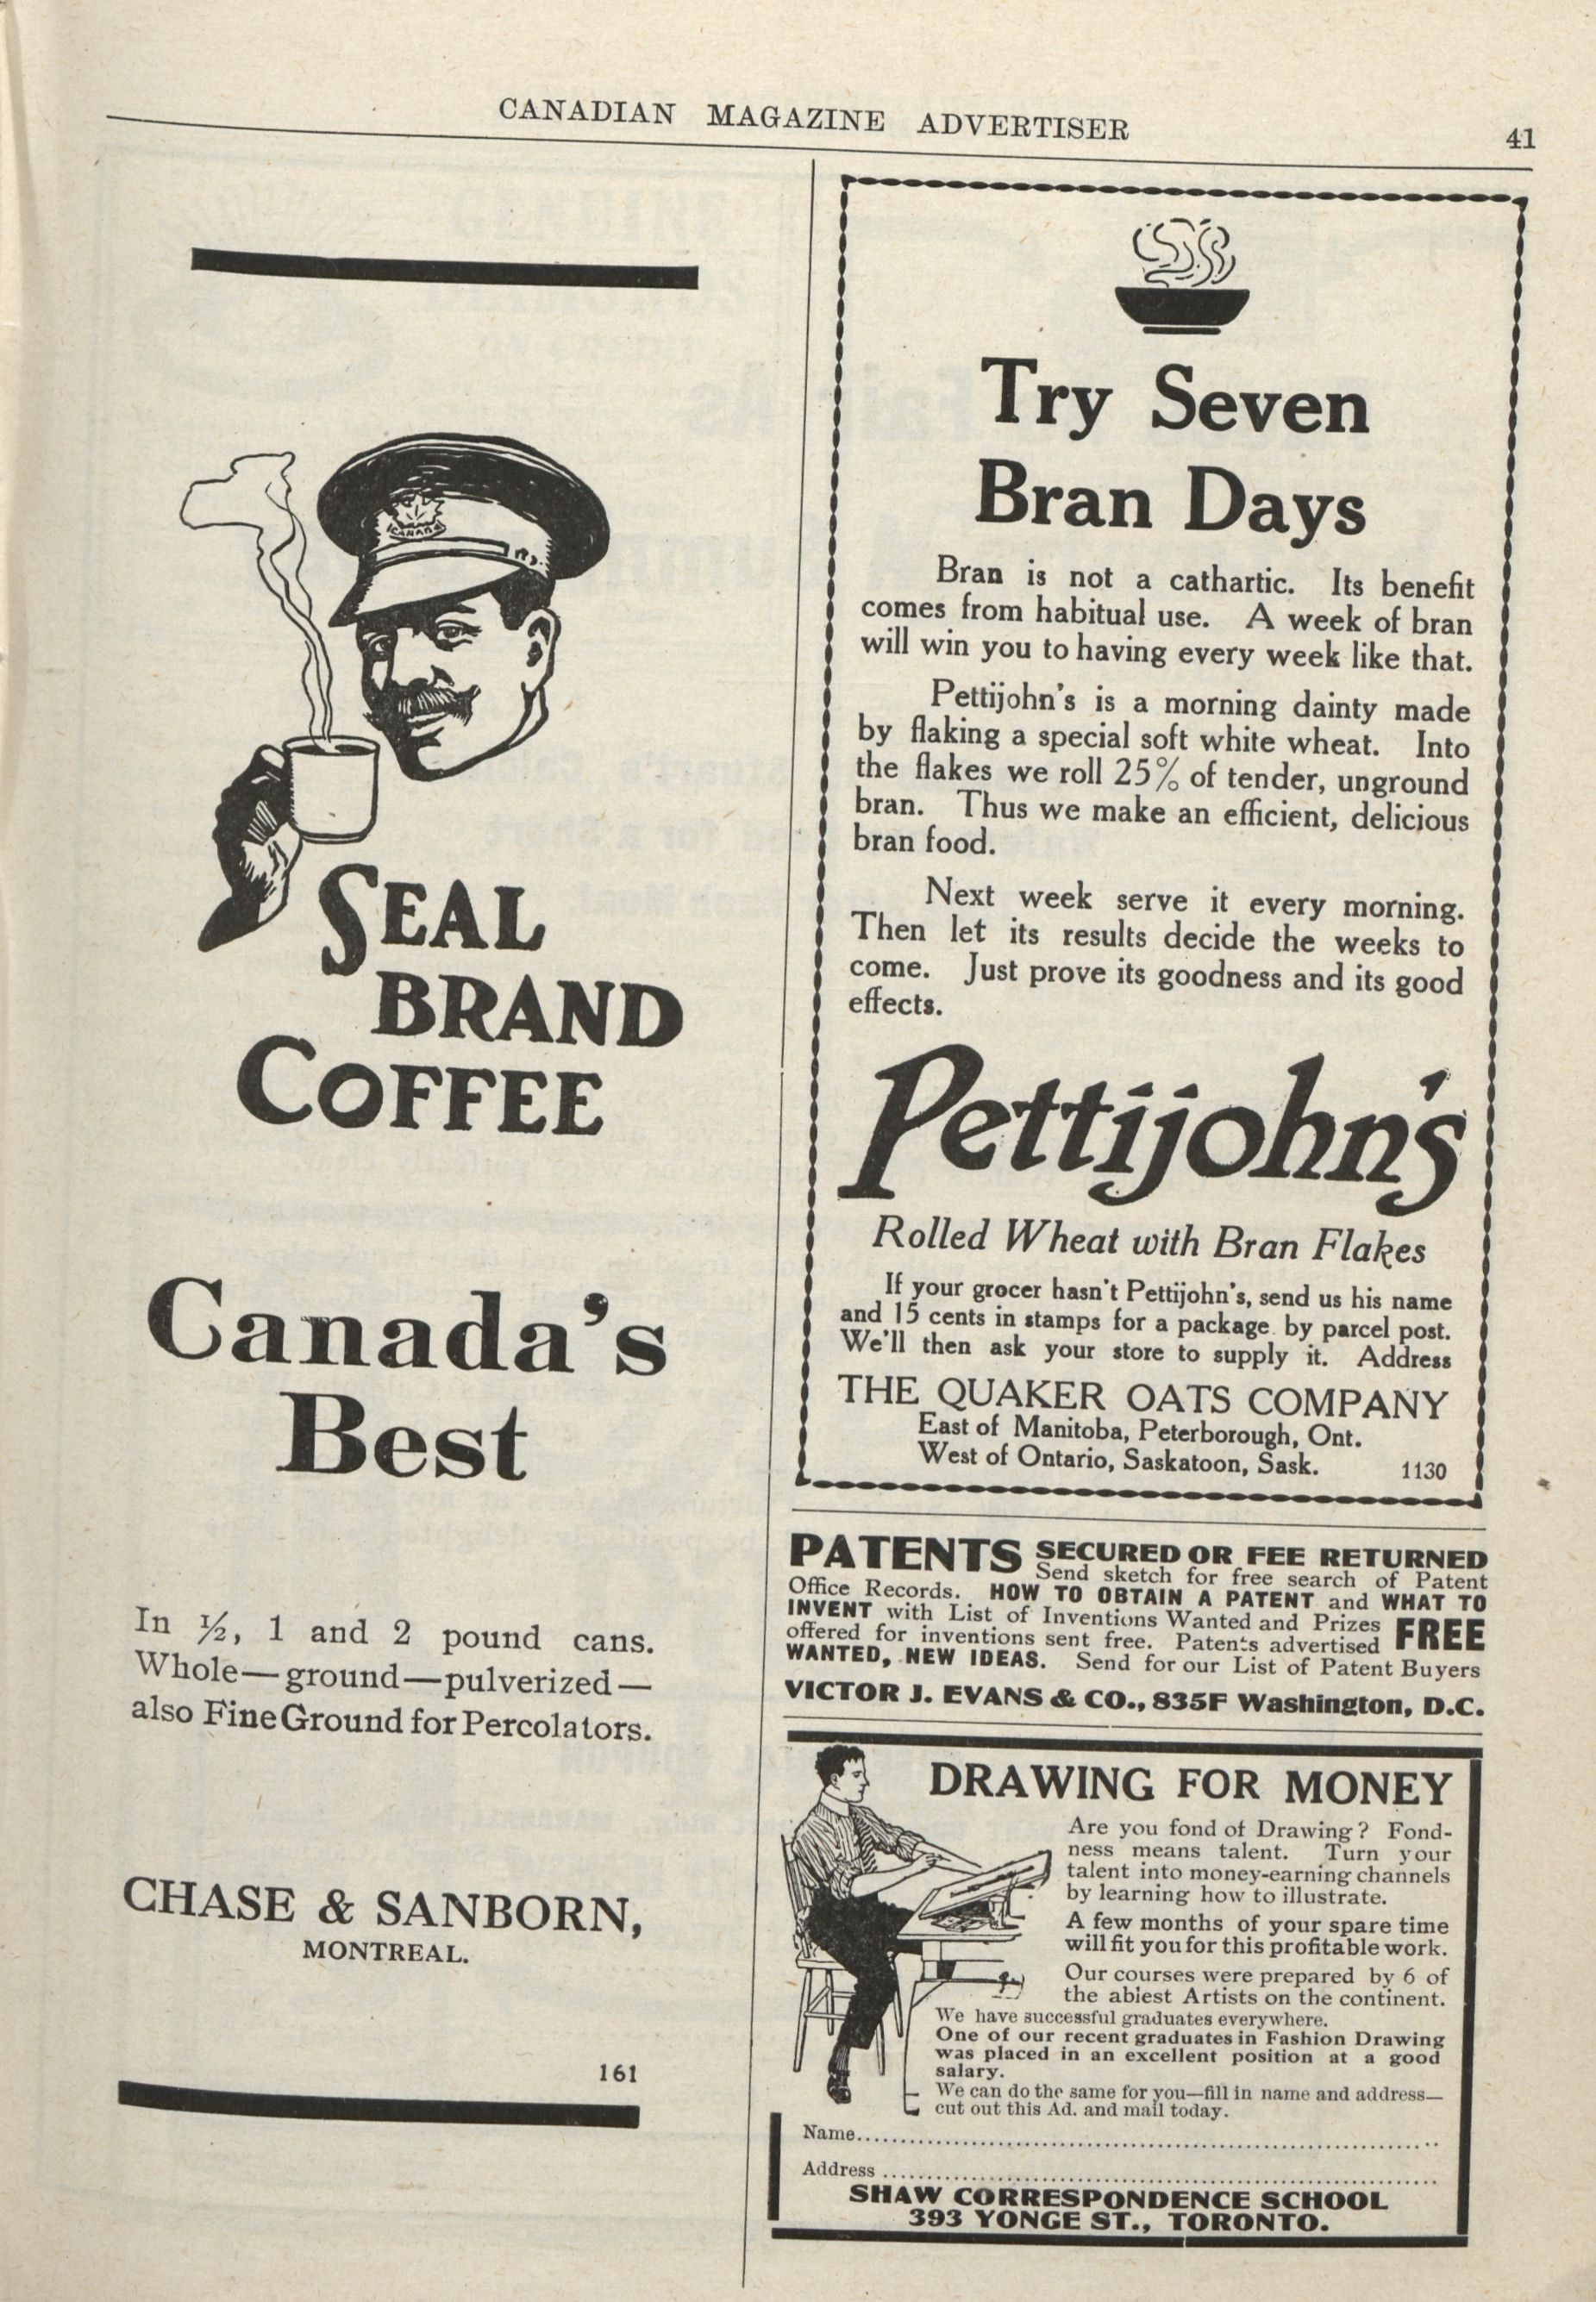 CANADIAN MAGAZINE ADVERTISER
41
CANADA
SEAL
BRAND
COFFEE
Canada's
Best
In ½, 1 and 2 pound cans.
Whole—ground—pulverized—
also Fine Ground for Percolators.
CHASE & SANBORN,
MONTREAL.
161
Try Seven
Bran Days
Bran is not a cathartic. Its benefit
comes from habitual use. A week of bran
will win you to having every week like that.
Pettijohn's is a morning dainty made
by flaking a special soft white wheat. Into
the flakes we roll 25% of tender, unground
bran. Thus we make an efficient, delicious
bran food.
Next week serve it every morning.
Then let its results decide the weeks to
come. Just prove its goodness and its good
effects.
Pettijohn's
Rolled Wheat with Bran Flakes
If your grocer hasn't Pettijohn's, send us his name
and 15 cents in stamps for a package by parcel post.
We'll then ask your store to supply it. Address
THE QUAKER OATS COMPANY
East of Manitoba, Peterborough, Ont.
West of Ontario, Saskatoon, Sask. 1130
PATENTS SECURED OR FEE RETURNED
Send sketch for free search of Patent
Office Records. HOW TO OBTAIN A PATENT and WHAT TO
INVENT with List of Inventions Wanted and Prizes
offered for inventions sent free. Patents advertised FREE
WANTED, NEW IDEAS. Send for our List of Patent Buyers
VICTOR J. EVANS & CO., 835F Washington, D.C.
DRAWING FOR MONEY
Are you fond of Drawing? Fond-
ness means talent. Turn your
talent into money-earning channels
by learning how to illustrate.
A few months of your spare time
will fit you for this profitable work.
Our courses were prepared by 6 of
the abiest Artists on the continent.
We have successful graduates everywhere.
One of our recent graduates in Fashion Drawing
was placed in an excellent position at a good
salary.
We can do the same for you—fill in name and address—
cut out this Ad. and mail today.
Name
Address
SHAW CORRESPONDENCE SCHOOL
393 YONGE ST., TORONTO.